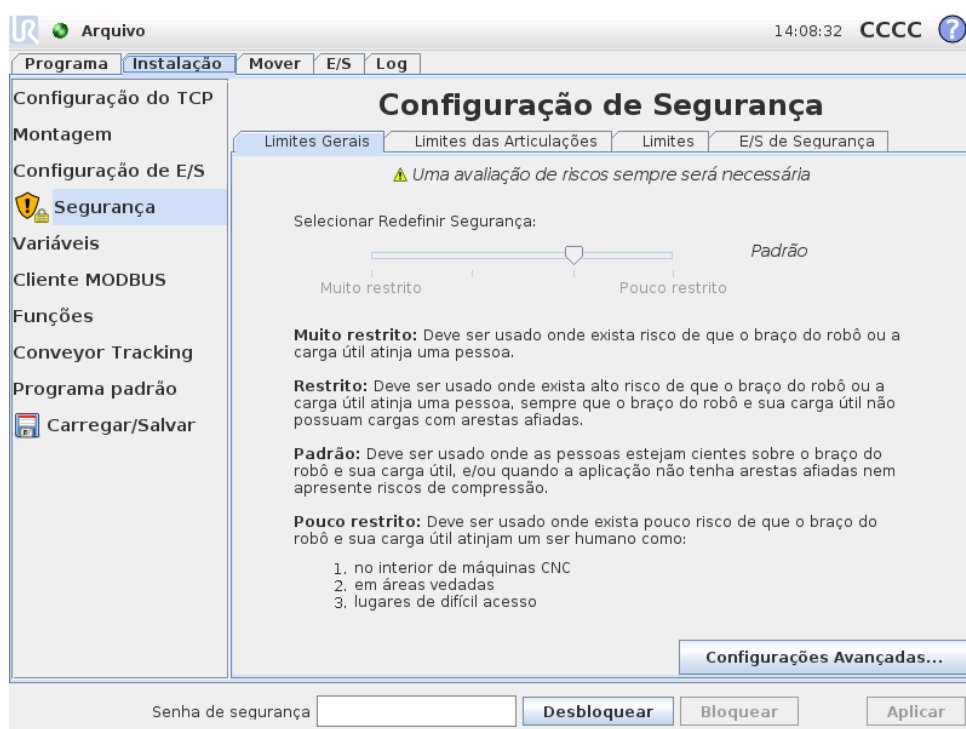 UR Arquivo 14:08:32 CCCC ?
Programa Instalação Mover E/S Log
Configuração do TCP
Montagem
Configuração de E/S
Segurança
Variáveis
Cliente MODBUS
Funções
Conveyor Tracking
Programa padrão
Carregar/Salvar
Configuração de Segurança
Limites Gerais Limites das Articulações Limites E/S de Segurança
Uma avaliação de riscos sempre será necessária
Selecionar Redefinir Segurança:
Padrão
Muito restrito Pouco restrito
Muito restrito: Deve ser usado onde exista risco de que o braço do robô ou a
carga útil atinja uma pessoa.
Restrito: Deve ser usado onde exista alto risco de que o braço do robô ou a
carga útil atinja uma pessoa, sempre que o braço do robô e sua carga útil não
possuam cargas com arestas afiadas.
Padrão: Deve ser usado onde as pessoas estejam cientes sobre o braço do
robô e sua carga útil, e/ou quando a aplicação não tenha arestas afiadas nem
apresente riscos de compressão.
Pouco restrito: Deve ser usado onde exista pouco risco de que o braço do
robô e sua carga útil atinjam um ser humano como:
1. no interior de máquinas CNC
2. em áreas vedadas
3. lugares de difícil acesso
Configurações Avançadas...
Senha de segurança Desbloquear Bloquear Aplicar